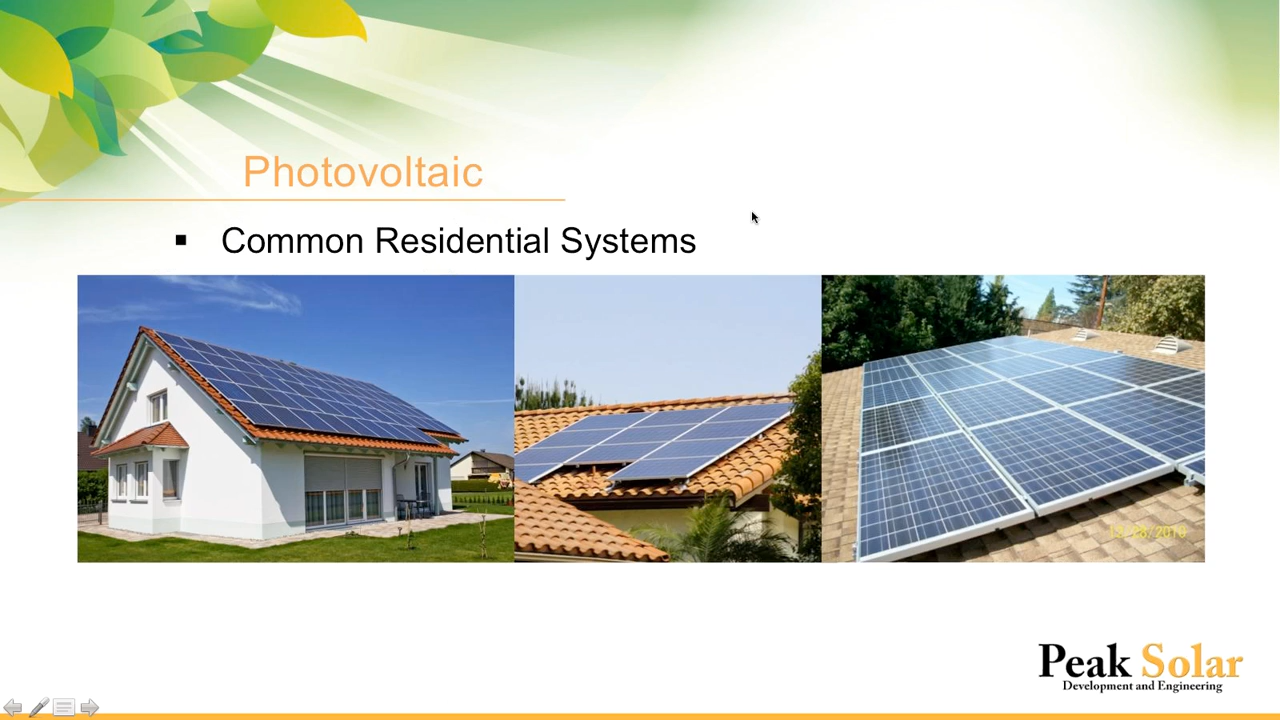 Photovoltaic
▪ Common Residential Systems
Peak Solar
Development and Engineering